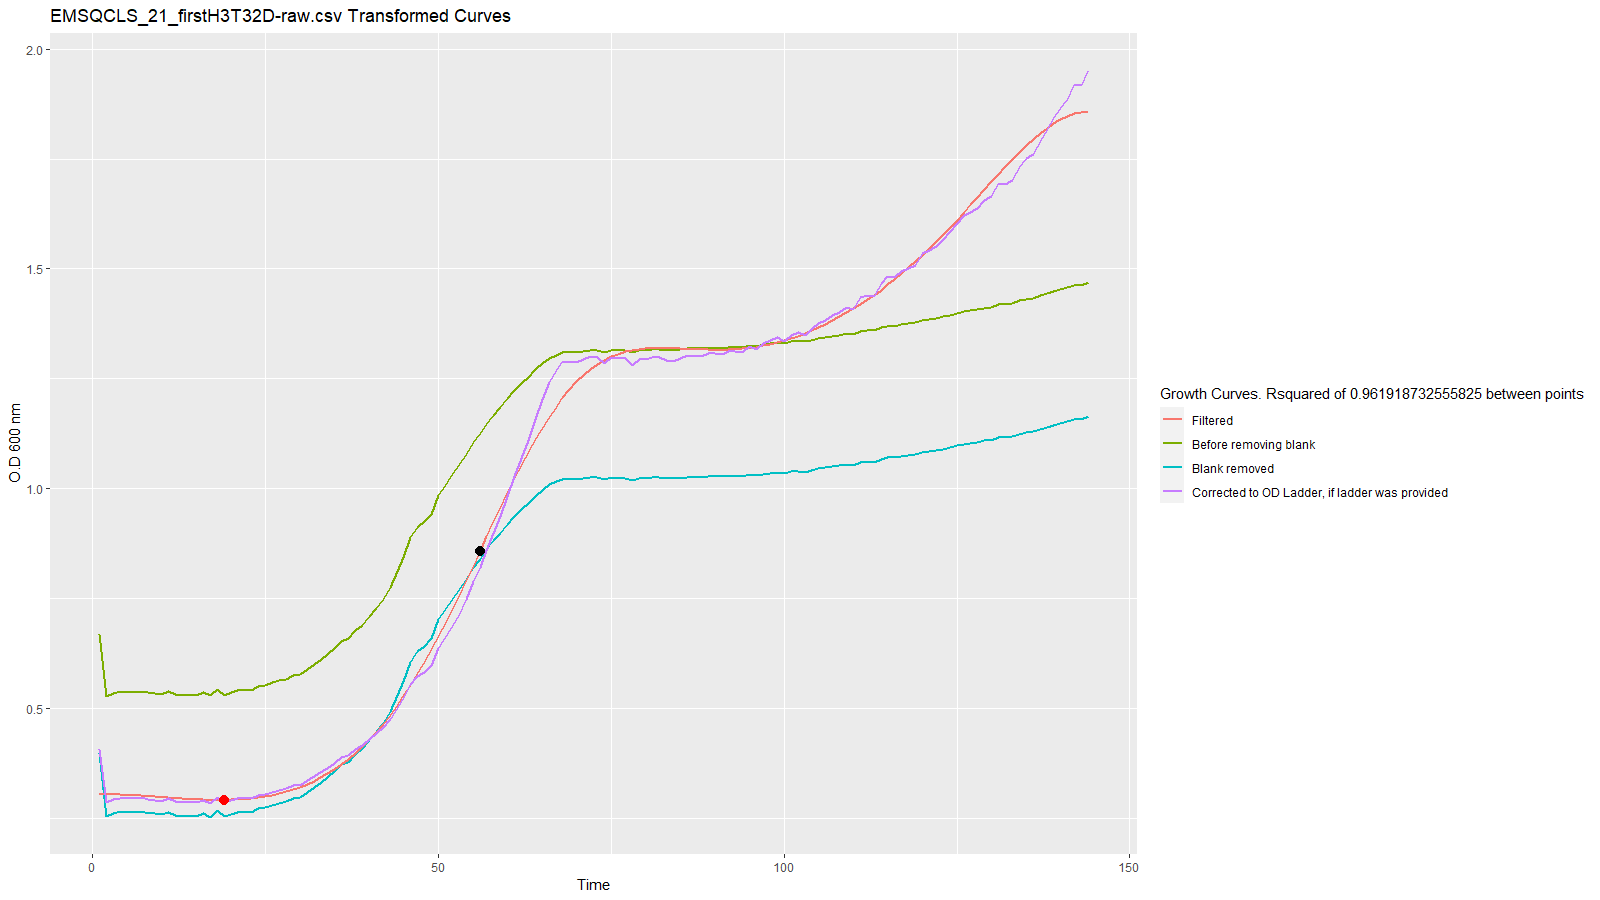 EMSQCLS_21_firstH3T32D-raw.csv Transformed Curves
2.0
1.5
1.0
0.5
O.D 600 nm
0
50
100
150
Time
Growth Curves. Rsquared of 0.961918732555825 between points
Filtered
Before removing blank
Blank removed
Corrected to OD Ladder, if ladder was provided